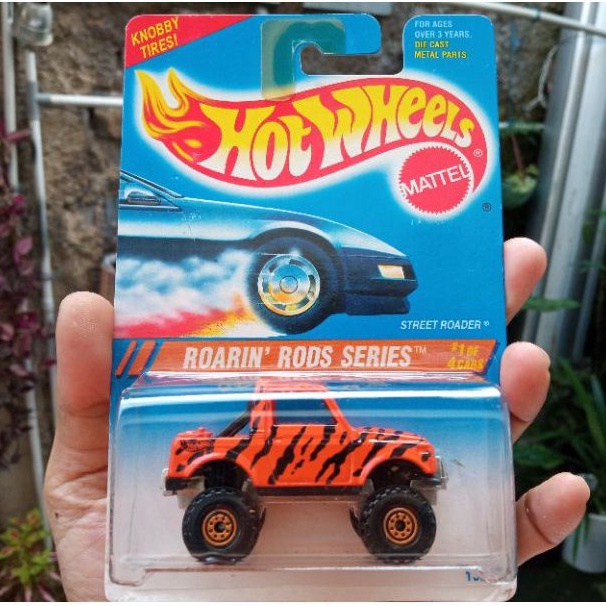 KNOBBY
TIRES!
FOR AGES
OVER 3 YEARS.
DIE CAST
METAL PARTS
HOT WHEELS®
MATTEL
®
STREET ROADER®
ROARIN' RODS SERIES™
#1 OF
4 CARS